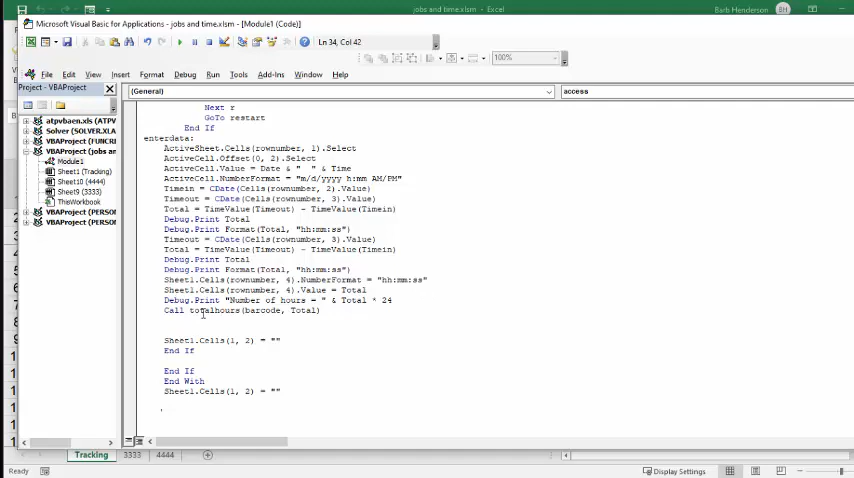 jobs and time.xlsm - Excel
Barb Henderson
BH
Microsoft Visual Basic for Applications - jobs and time.xlsm - [Module1 (Code)]
Ln 34, Col 42
100%
File Edit View Insert Format Debug Run Tools Add-Ins Window Help
Project - VBAProject
(General)
access
atpvbaen.xls (ATPV
Solver (SOLVER.XLA
VBAProject (FUNCRI
VBAProject (jobs an
Module1
Sheet1 (Tracking)
Sheet10 (4444)
Sheet9 (3333)
ThisWorkbook
VBAProject (PERSO
VBAProject (PERSO
Next r
GoTo restart
End If
enterdata:
ActiveSheet.Cells(rownumber, 1).Select
ActiveCell.Offset(0, 2).Select
ActiveCell.Value = Date & "  " & Time
ActiveCell.NumberFormat = "m/d/yyyy h:mm AM/PM"
Timein = CDate(Cells(rownumber, 2).Value)
Timeout = CDate(Cells(rownumber, 3).Value)
Total = TimeValue(Timeout) - TimeValue(Timein)
Debug.Print Total
Debug.Print Format(Total, "hh:mm:ss")
Timeout = CDate(Cells(rownumber, 3).Value)
Total = TimeValue(Timeout) - TimeValue(Timein)
Debug.Print Total
Debug.Print Format(Total, "hh:mm:ss")
Sheet1.Cells(rownumber, 4).NumberFormat = "hh:mm:ss"
Sheet1.Cells(rownumber, 4).Value = Total
Debug.Print "Number of hours = " & Total * 24
Call totalhours(barcode, Total)
Sheet1.Cells(1, 2) = ""
End If
End If
End With
Sheet1.Cells(1, 2) = ""
Tracking 3333 4444
Ready
Display Settings